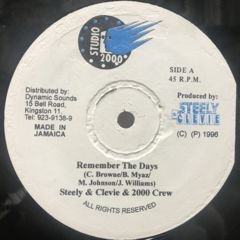 STUDIO
2000
SIDE A
45 R.P.M.
Distributed by:
Dynamic Sounds
15 Bell Road,
Kingston 11.
Tel: 923-9138-9
MADE IN
JAMAICA
Produced by:
STEELY
& CLEVIE
(C) (P) 1996
Remember The Days
(C. Browne/B. Myaz/
M. Johnson/J. Williams)
Steely & Clevie & 2000 Crew
ALL RIGHTS RESERVED